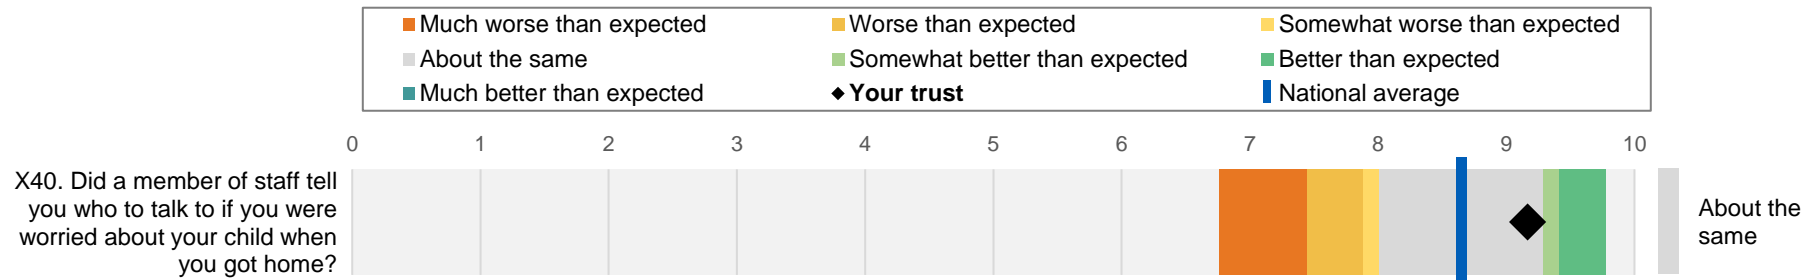 Much worse than expected
Worse than expected
Somewhat worse than expected
About the same
Somewhat better than expected
Better than expected
Much better than expected
Your trust
National average
0 1 2 3 4 5 6 7 8 9 10
X40. Did a member of staff tell
you who to talk to if you were
worried about your child when
you got home?
About the
same